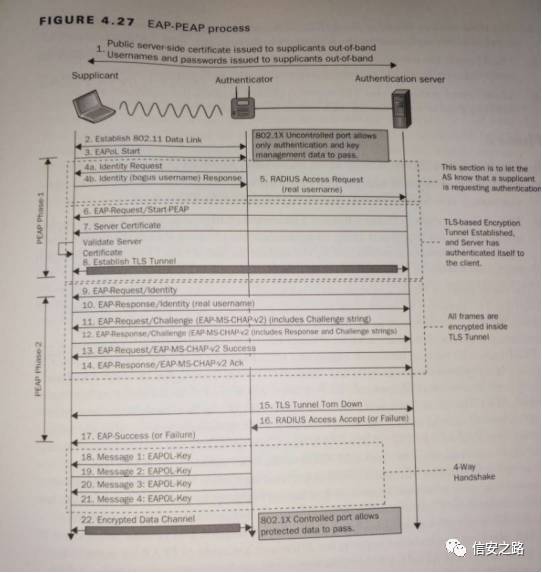 FIGURE 4.27 EAP-PEAP process
1. Public server-side certificate issued to supplicants out-of-band
Usernames and passwords issued to supplicants out-of-band
Supplicant
Authenticator
Authentication server
2. Establish 802.11 Data Link
3. EAPoL Start
802.1X Uncontrolled port allows
only authentication and key
management data to pass.
4a. Identity Request
4b. Identity (bogus username) Response
5. RADIUS Access Request
(real username)
This section is to let the
AS know that a supplicant
is requesting authentication
PEAP Phase-1
6. EAP-Request/Start-PEAP
7. Server Certificate
Validate Server
Certificate
8. Establish TLS Tunnel
TLS-based Encryption
Tunnel Established,
and Server has
authenticated itself to
the client.
9. EAP-Request/Identity
10. EAP-Response/Identity (real username)
11. EAP-Request/Challenge (EAP-MS-CHAP-v2) (includes Challenge string)
12. EAP-Response/Challenge (EAP-MS-CHAP-v2 (includes Response and Challenge strings)
13. EAP-Request/EAP-MS-CHAP-v2 Success
14. EAP-Response/EAP-MS-CHAP-v2 Ack
All frames are
encrypted inside
TLS Tunnel
PEAP Phase-2
15. TLS Tunnel Torn Down
16. RADIUS Access Accept (or Failure)
17. EAP-Success (or Failure)
18. Message 1: EAPOL-Key
19. Message 2: EAPOL-Key
20. Message 3: EAPOL-Key
21. Message 4: EAPOL-Key
4-Way
Handshake
22. Encrypted Data Channel
802.1X Controlled port allows
protected data to pass.
信安之路